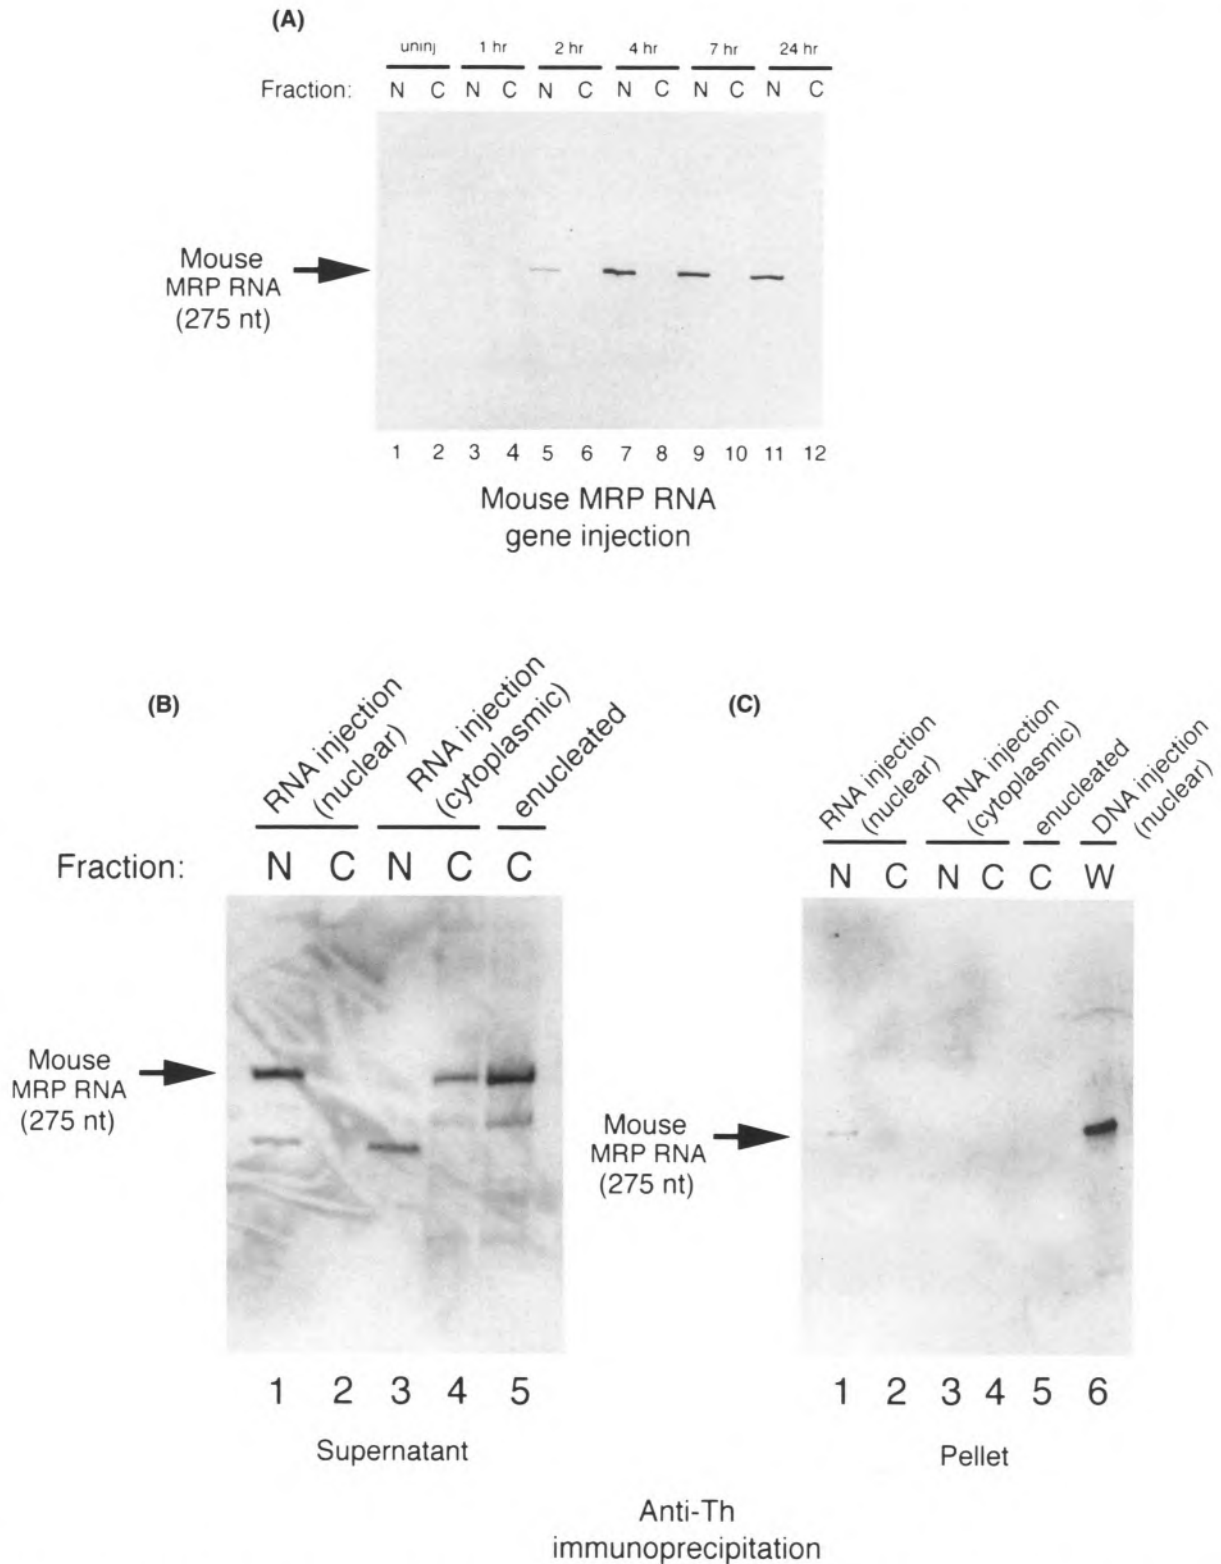 (A)
uninj 1 hr 2 hr 4 hr 7 hr 24 hr
Fraction: N C N C N C N C N C N C
Mouse
MRP RNA
(275 nt)
1 2 3 4 5 6 7 8 9 10 11 12
Mouse MRP RNA
gene injection
(B)
RNA injection
(nuclear)
RNA injection
(cytoplasmic)
enucleated
Fraction: N C N C C
Mouse
MRP RNA
(275 nt)
1 2 3 4 5
Supernatant
(C)
RNA injection
(nuclear)
RNA injection
(cytoplasmic)
enucleated
DNA injection
(nuclear)
N C N C C W
Mouse
MRP RNA
(275 nt)
1 2 3 4 5 6
Pellet
Anti-Th
immunoprecipitation